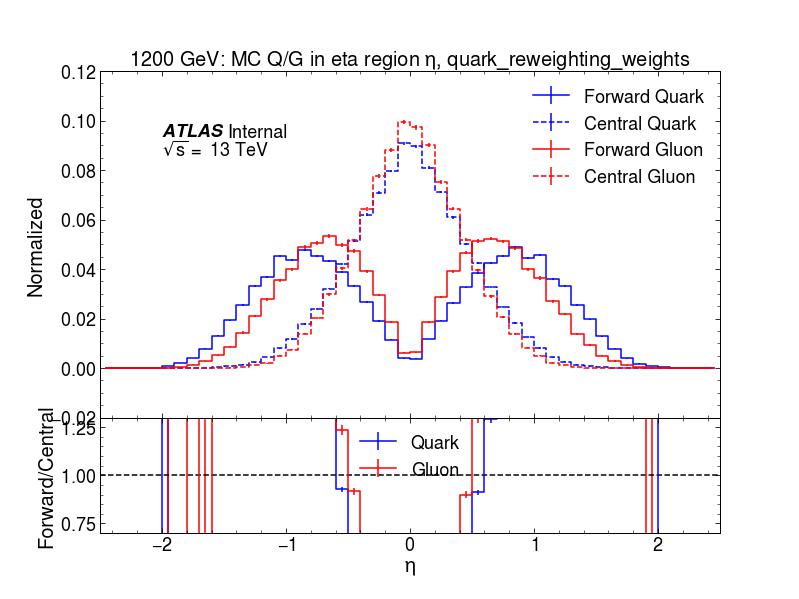 1200 GeV: MC Q/G in eta region η, quark_reweighting_weights
0.12
0.10
0.08
0.06
0.04
0.02
0.00
−0.02
Normalized
ATLAS Internal
√s = 13 TeV
Forward Quark
Central Quark
Forward Gluon
Central Gluon
1.25
1.00
0.75
Forward/Central
Quark
Gluon
−2
−1
0
1
2
η